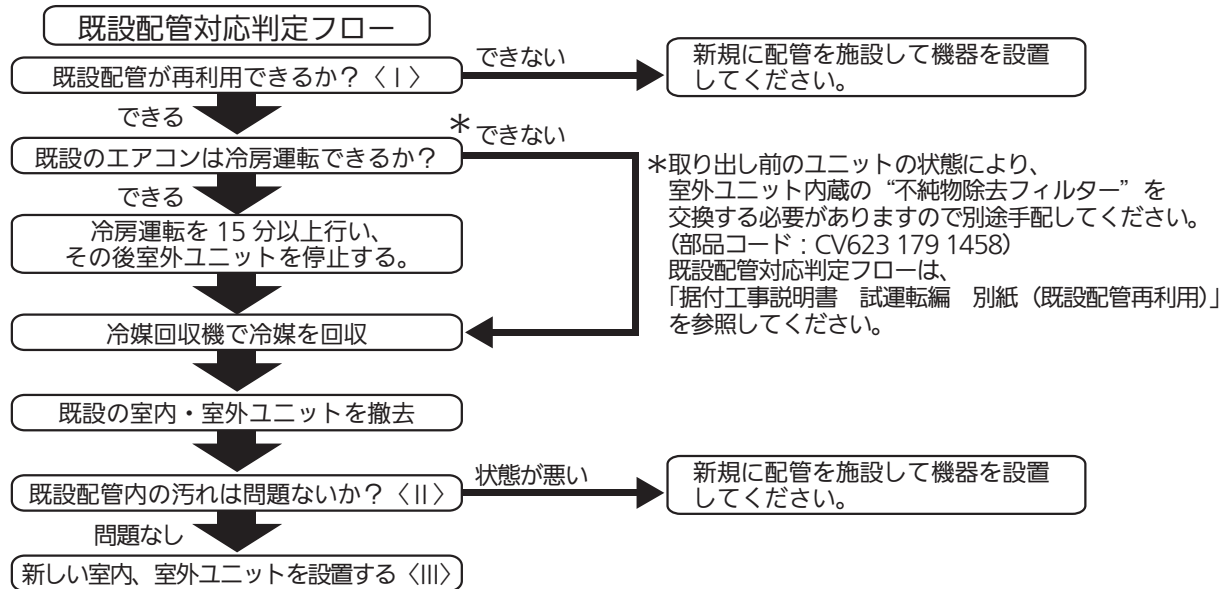 既設配管対応判定フロー
既設配管が再利用できるか？〈Ⅰ〉
できない
新規に配管を施設して機器を設置
してください。
できる
既設のエアコンは冷房運転できるか？
＊できない
できる
＊取り出し前のユニットの状態により、
室外ユニット内蔵の“不純物除去フィルター”を
交換する必要がありますので別途手配してください。
（部品コード：CV623 179 1458）
既設配管対応判定フローは、
「据付工事説明書　試運転編　別紙（既設配管再利用）」
を参照してください。
冷房運転を 15 分以上行い、
その後室外ユニットを停止する。
冷媒回収機で冷媒を回収
既設の室内・室外ユニットを撤去
既設配管内の汚れは問題ないか？〈Ⅱ〉
状態が悪い
新規に配管を施設して機器を設置
してください。
問題なし
新しい室内、室外ユニットを設置する〈Ⅲ〉